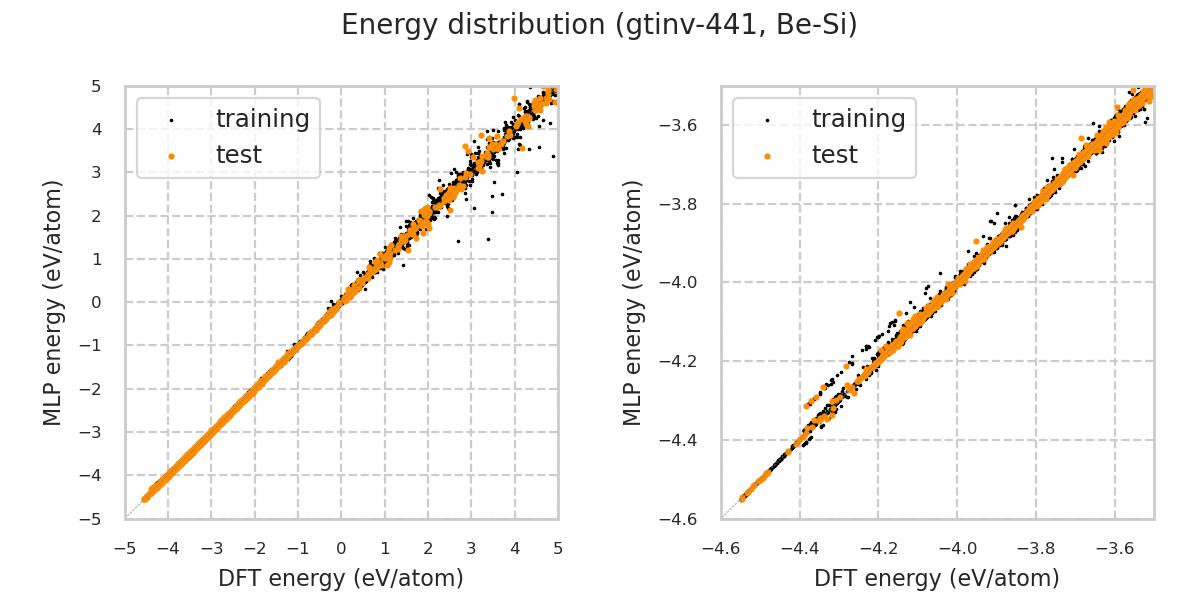 Energy distribution (gtinv-441, Be-Si)
MLP energy (eV/atom)
5
4
3
2
1
0
−1
−2
−3
−4
−5
training
test
−5 −4 −3 −2 −1 0 1 2 3 4 5
DFT energy (eV/atom)
MLP energy (eV/atom)
−3.6
−3.8
−4.0
−4.2
−4.4
−4.6
training
test
−4.6 −4.4 −4.2 −4.0 −3.8 −3.6
DFT energy (eV/atom)